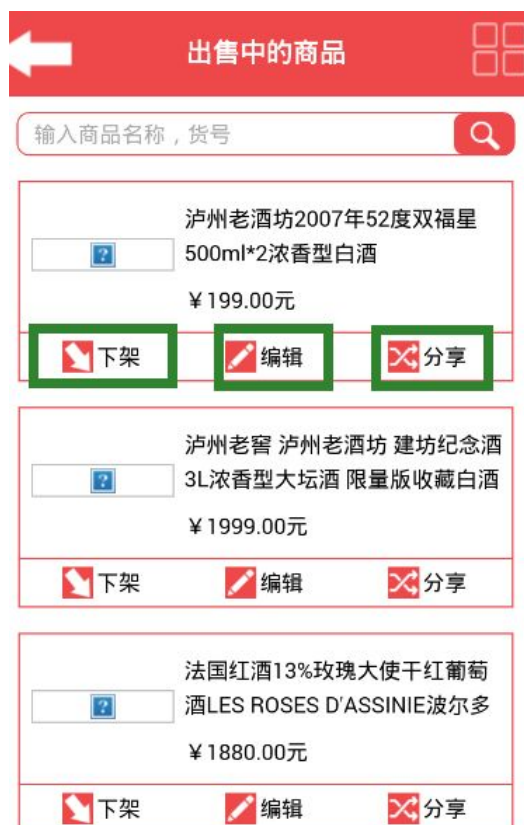 出售中的商品
输入商品名称，货号
泸州老酒坊2007年52度双福星
500ml*2浓香型白酒
￥199.00元
下架 编辑 分享
泸州老窖 泸州老酒坊 建坊纪念酒
3L浓香型大坛酒 限量版收藏白酒
￥1999.00元
下架 编辑 分享
法国红酒13%玫瑰大使干红葡萄
酒LES ROSES D'ASSINIE波尔多
￥1880.00元
下架 编辑 分享